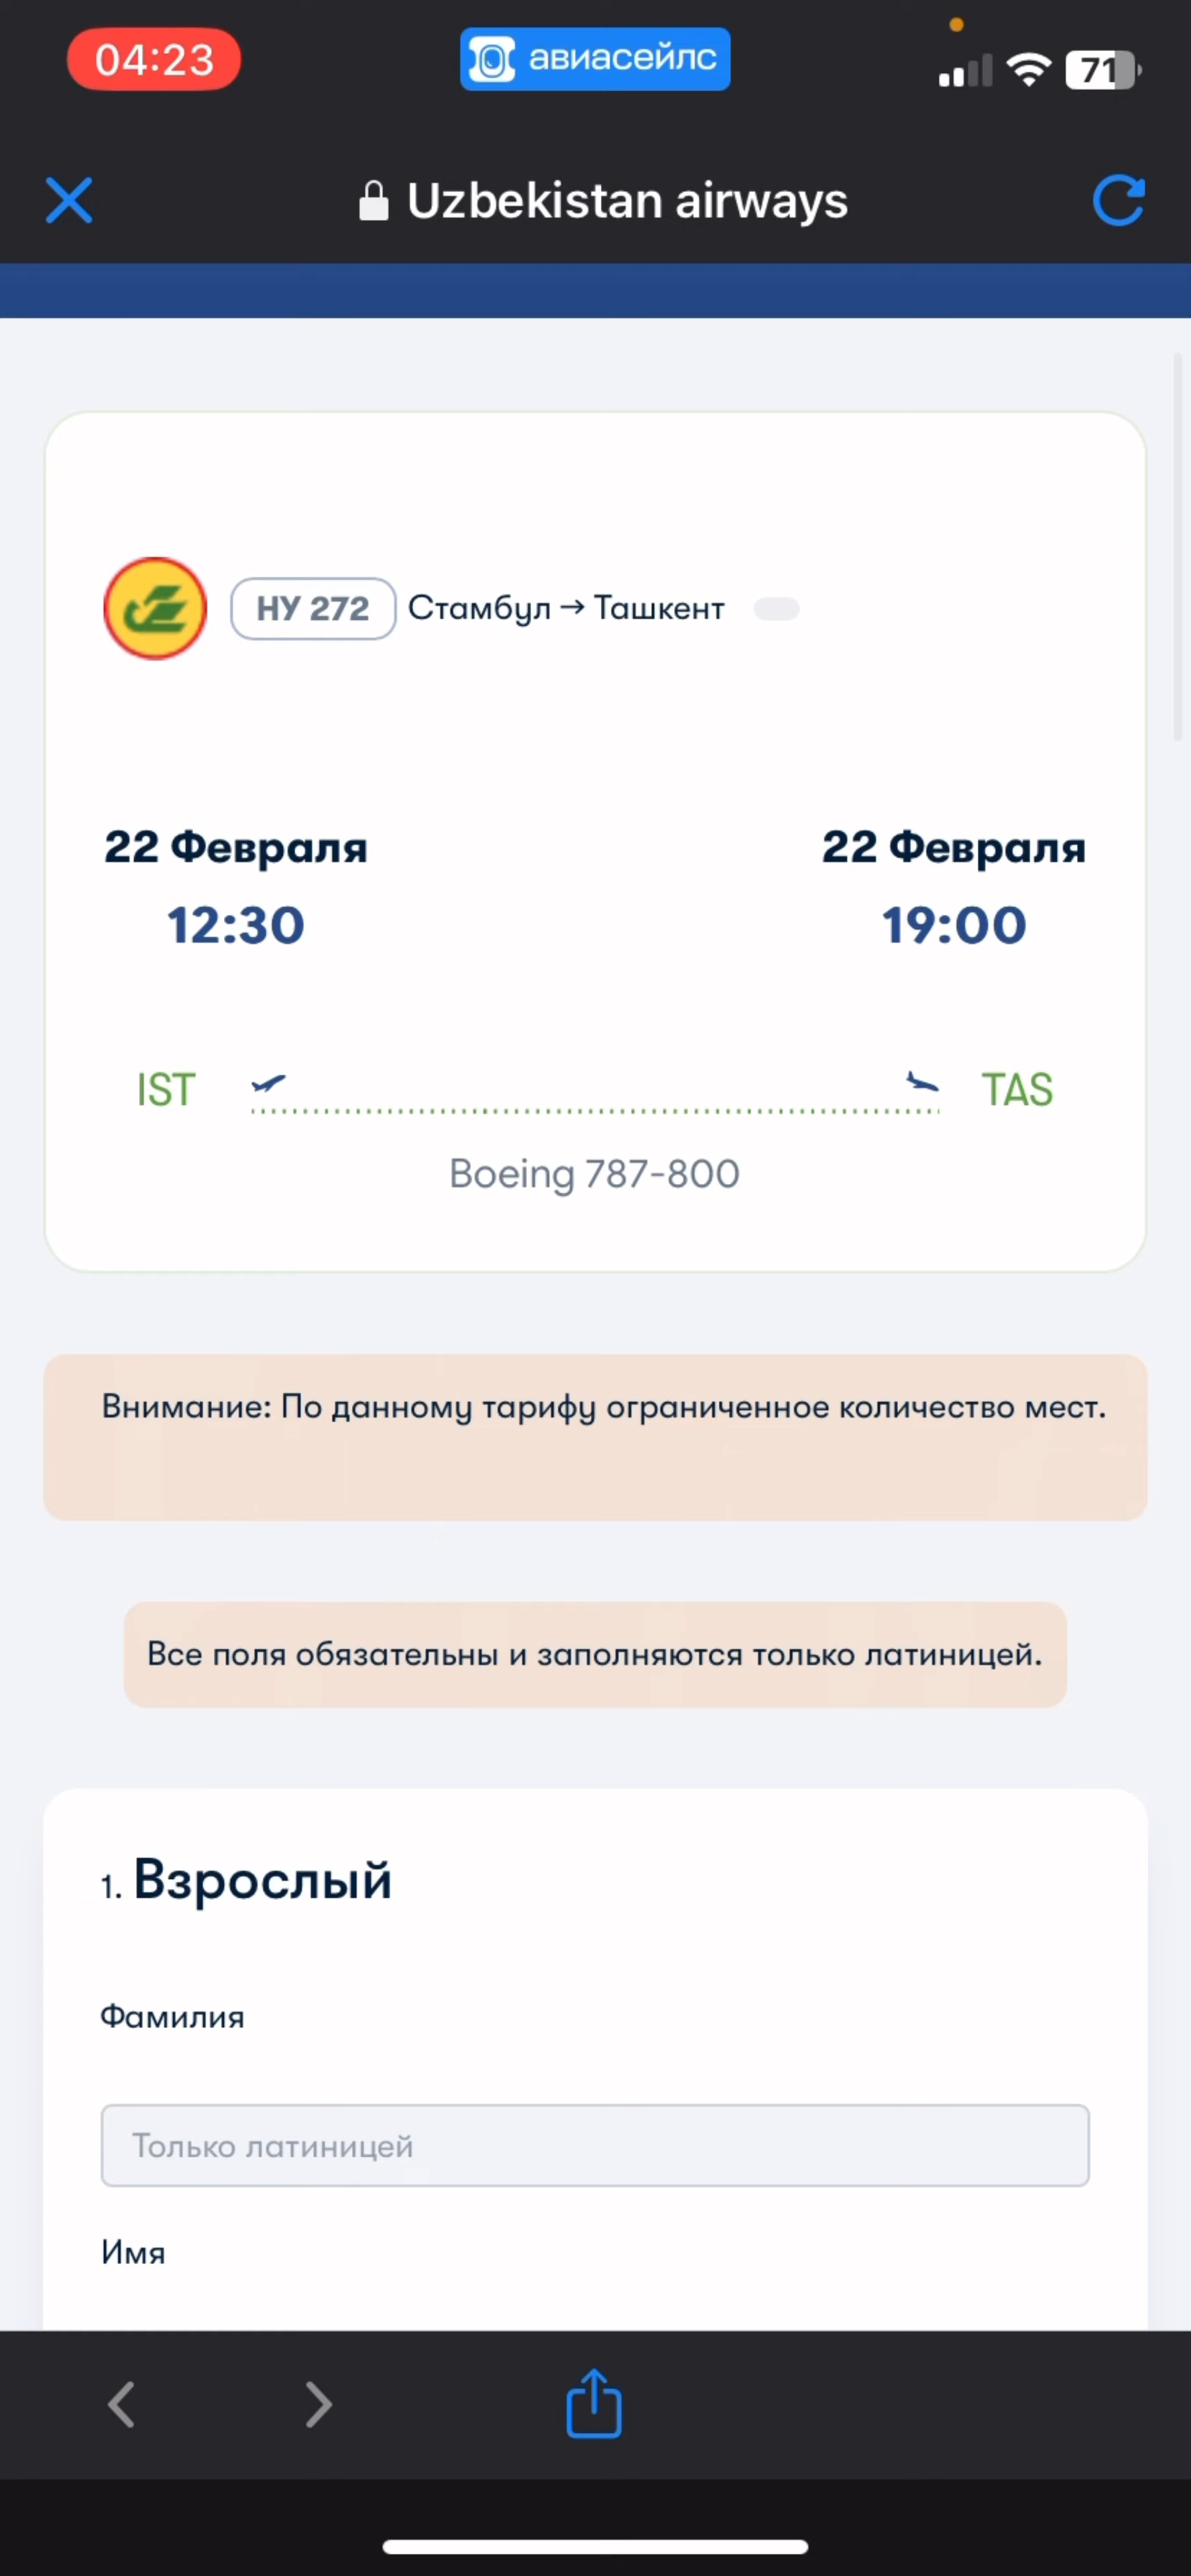 04:23
авиасейлс
71
Uzbekistan airways
НУ 272 Стамбул → Ташкент
22 Февраля 22 Февраля
12:30 19:00
IST TAS
Boeing 787-800
Внимание: По данному тарифу ограниченное количество мест.
Все поля обязательны и заполняются только латиницей.
1. Взрослый
Фамилия
Только латиницей
Имя